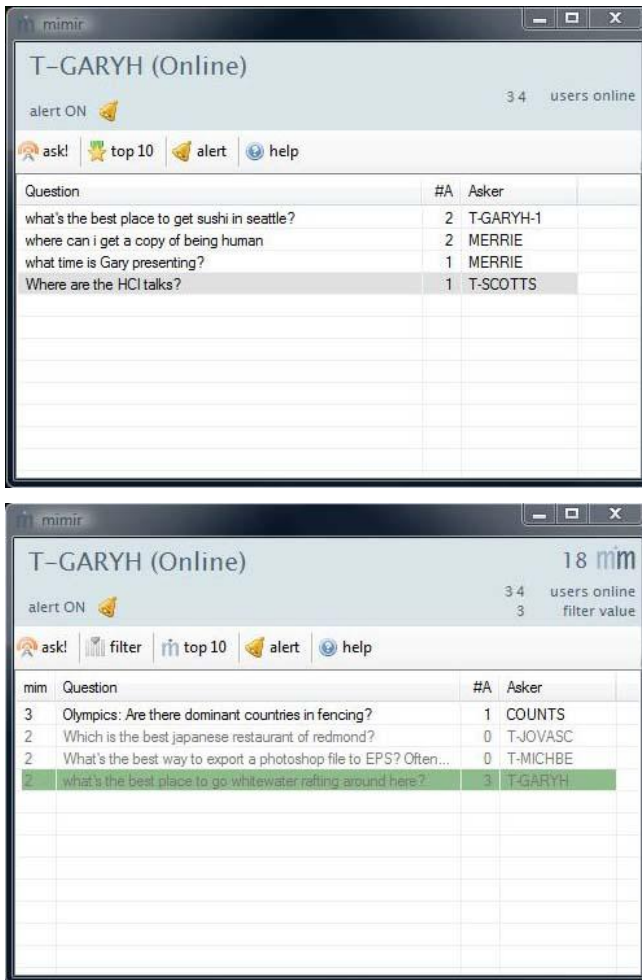 mimir
T-GARYH (Online)
34 users online
alert ON
ask! top 10 alert help
Question #A Asker
what's the best place to get sushi in seattle? 2 T-GARYH-1
where can i get a copy of being human 2 MERRIE
what time is Gary presenting? 1 MERRIE
Where are the HCI talks? 1 T-SCOTTS
mimir
T-GARYH (Online) 18 mim
34 users online
alert ON 3 filter value
ask! filter top 10 alert help
mim Question #A Asker
3 Olympics: Are there dominant countries in fencing? 1 COUNTS
2 Which is the best japanese restaurant of redmond? 0 T-JOVASC
2 What's the best way to export a photoshop file to EPS? Often... 0 T-MICHBE
2 what's the best place to go whitewater rafting around here? 3 T-GARYH